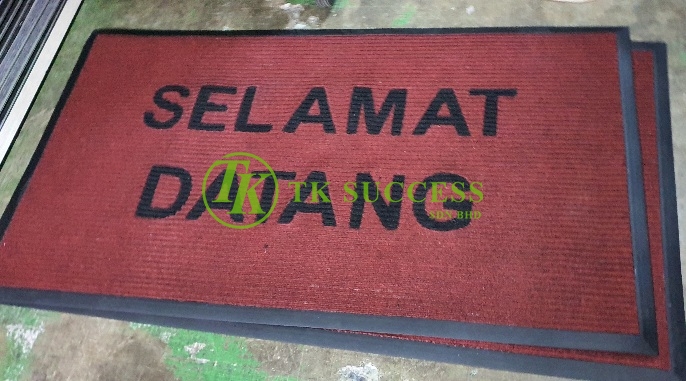 SELAMAT
DATANG
TK TK SUCCESS
SDN BHD